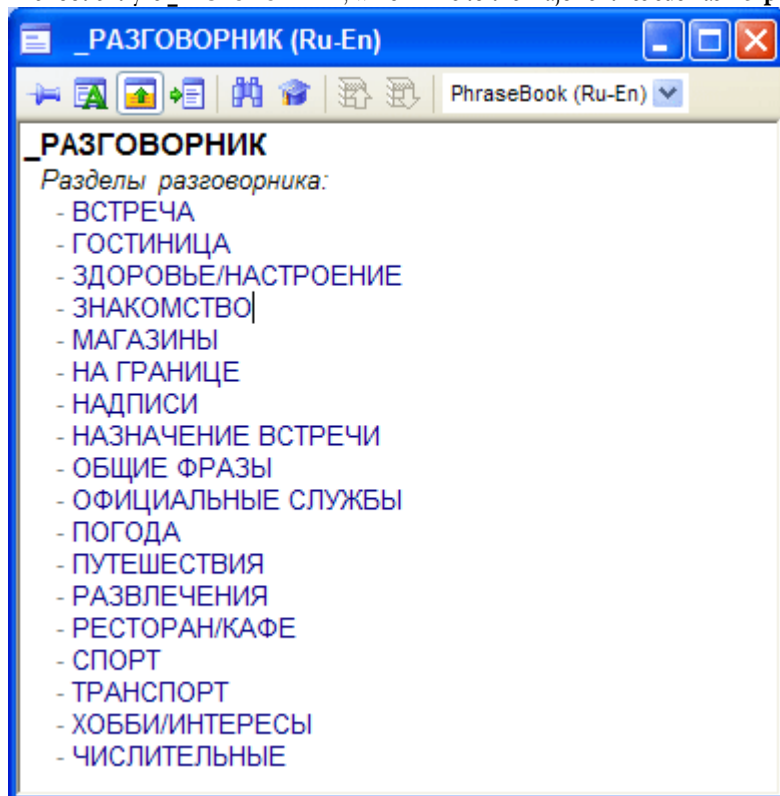 _РАЗГОВОРНИК (Ru-En)
PhraseBook (Ru-En)
_РАЗГОВОРНИК
Разделы разговорника:
- ВСТРЕЧА
- ГОСТИНИЦА
- ЗДОРОВЬЕ/НАСТРОЕНИЕ
- ЗНАКОМСТВО
- МАГАЗИНЫ
- НА ГРАНИЦЕ
- НАДПИСИ
- НАЗНАЧЕНИЕ ВСТРЕЧИ
- ОБЩИЕ ФРАЗЫ
- ОФИЦИАЛЬНЫЕ СЛУЖБЫ
- ПОГОДА
- ПУТЕШЕСТВИЯ
- РАЗВЛЕЧЕНИЯ
- РЕСТОРАН/КАФЕ
- СПОРТ
- ТРАНСПОРТ
- ХОББИ/ИНТЕРЕСЫ
- ЧИСЛИТЕЛЬНЫЕ